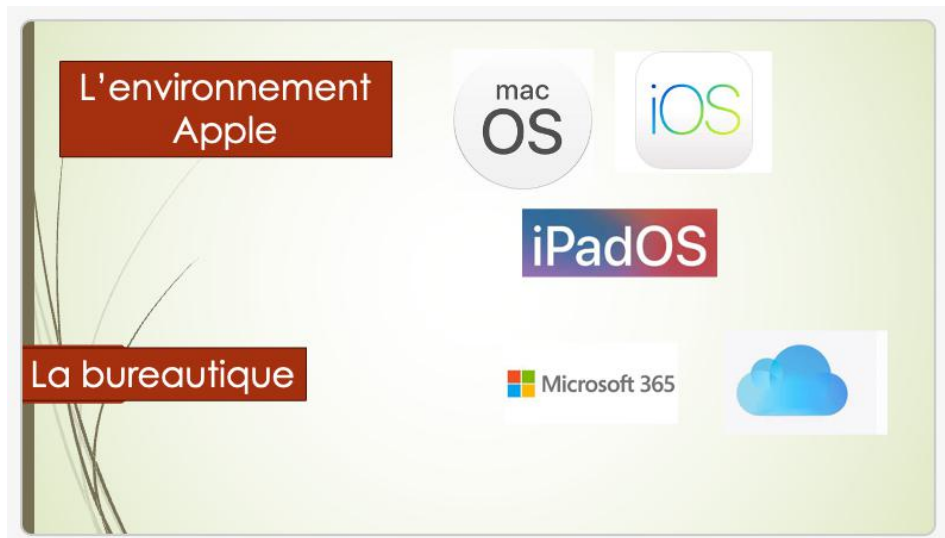 L'environnement
Apple
mac
OS
iOS
iPadOS
La bureautique
Microsoft 365